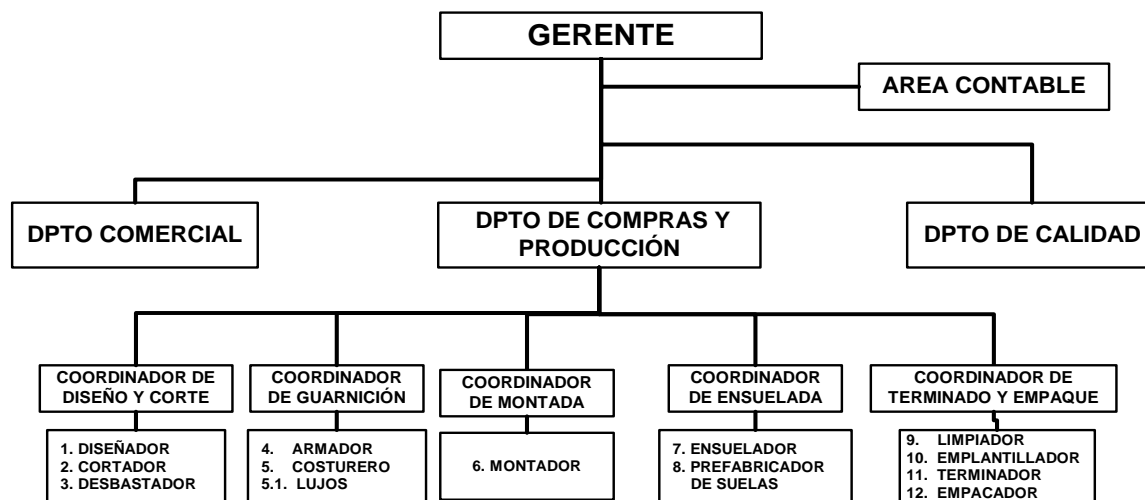 GERENTE
AREA CONTABLE
DPTO COMERCIAL
DPTO DE COMPRAS Y
PRODUCCIÓN
DPTO DE CALIDAD
COORDINADOR DE
DISEÑO Y CORTE
COORDINADOR
DE GUARNICIÓN
COORDINADOR
DE MONTADA
COORDINADOR
DE ENSUELADA
COORDINADOR DE
TERMINADO Y EMPAQUE
1. DISEÑADOR
2. CORTADOR
3. DESBASTADOR
4. ARMADOR
5. COSTURERO
5.1. LUJOS
6. MONTADOR
7. ENSUELADOR
8. PREFABRICADOR
DE SUELAS
9. LIMPIADOR
10. EMPLANTILLADOR
11. TERMINADOR
12. EMPACADOR